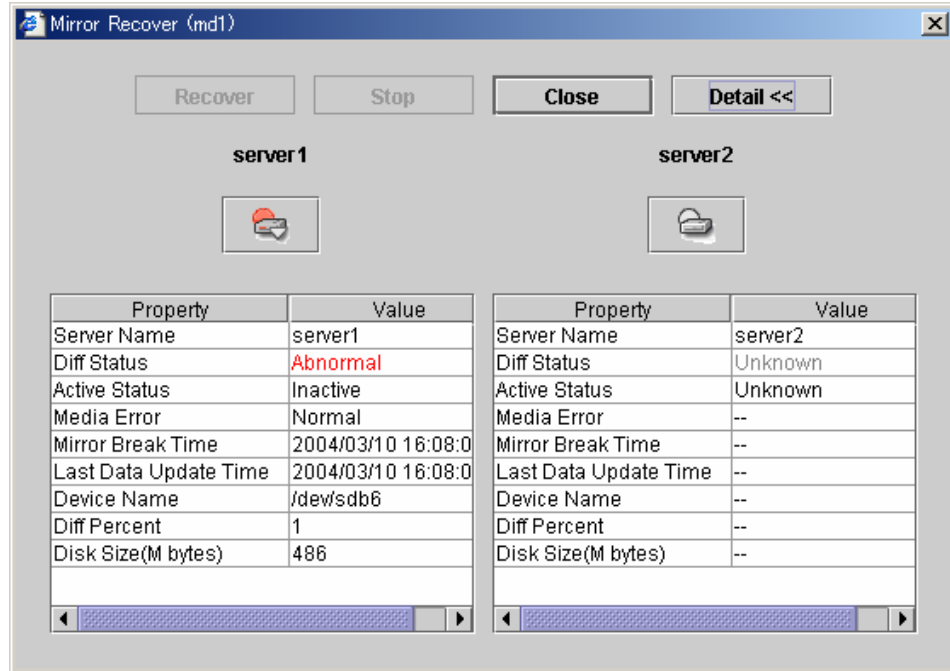 Mirror Recover (md1)
Recover Stop Close Detail <<
server1 server2
Property Value Property Value
Server Name server1 Server Name server2
Diff Status Abnormal Diff Status Unknown
Active Status Inactive Active Status Unknown
Media Error Normal Media Error --
Mirror Break Time 2004/03/10 16:08:0 Mirror Break Time --
Last Data Update Time 2004/03/10 16:08:0 Last Data Update Time --
Device Name /dev/sdb6 Device Name --
Diff Percent 1 Diff Percent --
Disk Size(M bytes) 486 Disk Size(M bytes) --